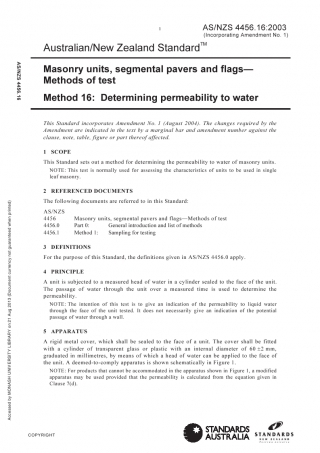 1
AS/NZS 4456.16:2003
(Incorporating Amendment No. 1)
Australian/New Zealand Standard™
Masonry units, segmental pavers and flags—
Methods of test
Method 16: Determining permeability to water
This Standard incorporates Amendment No. 1 (August 2004). The changes required by the
Amendment are indicated in the text by a marginal bar and amendment number against the
clause, note, table, figure or part thereof affected.
1 SCOPE
This Standard sets out a method for determining the permeability to water of masonry units.
NOTE: This test is normally used for assessing the characteristics of units to be used in single
leaf masonry.
2 REFERENCED DOCUMENTS
The following documents are referred to in this Standard:
AS/NZS
4456 Masonry units, segmental pavers and flags—Methods of test
4456.0 Part 0: General introduction and list of methods
4456.1 Method 1: Sampling for testing
3 DEFINITIONS
For the purpose of this Standard, the definitions given in AS/NZS 4456.0 apply.
4 PRINCIPLE
A unit is subjected to a measured head of water in a cylinder sealed to the face of the unit.
The passage of water through the unit over a measured time is used to determine the
permeability.
NOTE: The intention of this test is to give an indication of the permeability to liquid water
through the face of the unit tested. It does not necessarily give an indication of the potential
passage of water through a wall.
5 APPARATUS
A rigid metal cover, which shall be sealed to the face of a unit. The cover shall be fitted
with a cylinder of transparent glass or plastic with an internal diameter of 60 ±2 mm,
graduated in millimetres, by means of which a head of water can be applied to the face of
the unit. A deemed-to-comply apparatus is shown schematically in Figure 1.
NOTE: For products that cannot be accommodated in the apparatus shown in Figure 1, a modified
apparatus may be used provided that the permeability is calculated from the equation given in
Clause 7(d).
AS/NZS 4456.16
Accessed by MONASH UNIVERSITY LIBRARY on 21 Aug 2013 (Document currency not guaranteed when printed)
COPYRIGHT
STANDARDS
AUSTRALIA
STANDARDS
NEW ZEALAND